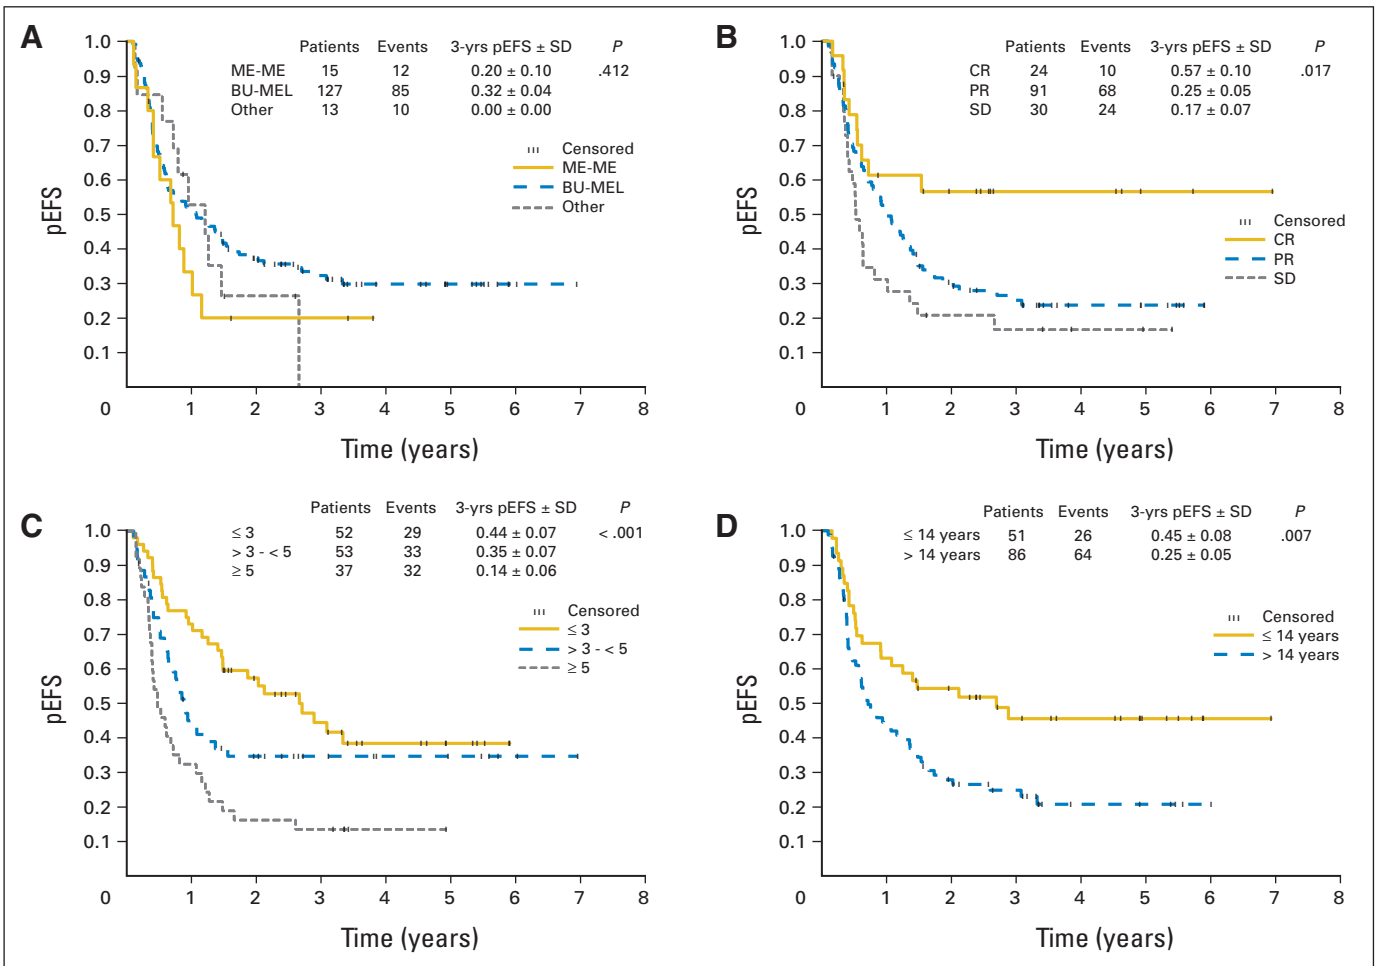 A
Patients Events 3-yrs pEFS ± SD P
ME-ME 15 12 0.20 ± 0.10 .412
BU-MEL 127 85 0.32 ± 0.04
Other 13 10 0.00 ± 0.00
Censored
ME-ME
BU-MEL
Other
pEFS
1.0
0.9
0.8
0.7
0.6
0.5
0.4
0.3
0.2
0.1
0 1 2 3 4 5 6 7 8
Time (years)
B
Patients Events 3-yrs pEFS ± SD P
CR 24 10 0.57 ± 0.10 .017
PR 91 68 0.25 ± 0.05
SD 30 24 0.17 ± 0.07
Censored
CR
PR
SD
pEFS
1.0
0.9
0.8
0.7
0.6
0.5
0.4
0.3
0.2
0.1
0 1 2 3 4 5 6 7 8
Time (years)
C
Patients Events 3-yrs pEFS ± SD P
≤ 3 52 29 0.44 ± 0.07 < .001
> 3 - < 5 53 33 0.35 ± 0.07
≥ 5 37 32 0.14 ± 0.06
Censored
≤ 3
> 3 - < 5
≥ 5
pEFS
1.0
0.9
0.8
0.7
0.6
0.5
0.4
0.3
0.2
0.1
0 1 2 3 4 5 6 7 8
Time (years)
D
Patients Events 3-yrs pEFS ± SD P
≤ 14 years 51 26 0.45 ± 0.08 .007
> 14 years 86 64 0.25 ± 0.05
Censored
≤ 14 years
> 14 years
pEFS
1.0
0.9
0.8
0.7
0.6
0.5
0.4
0.3
0.2
0.1
0 1 2 3 4 5 6 7 8
Time (years)